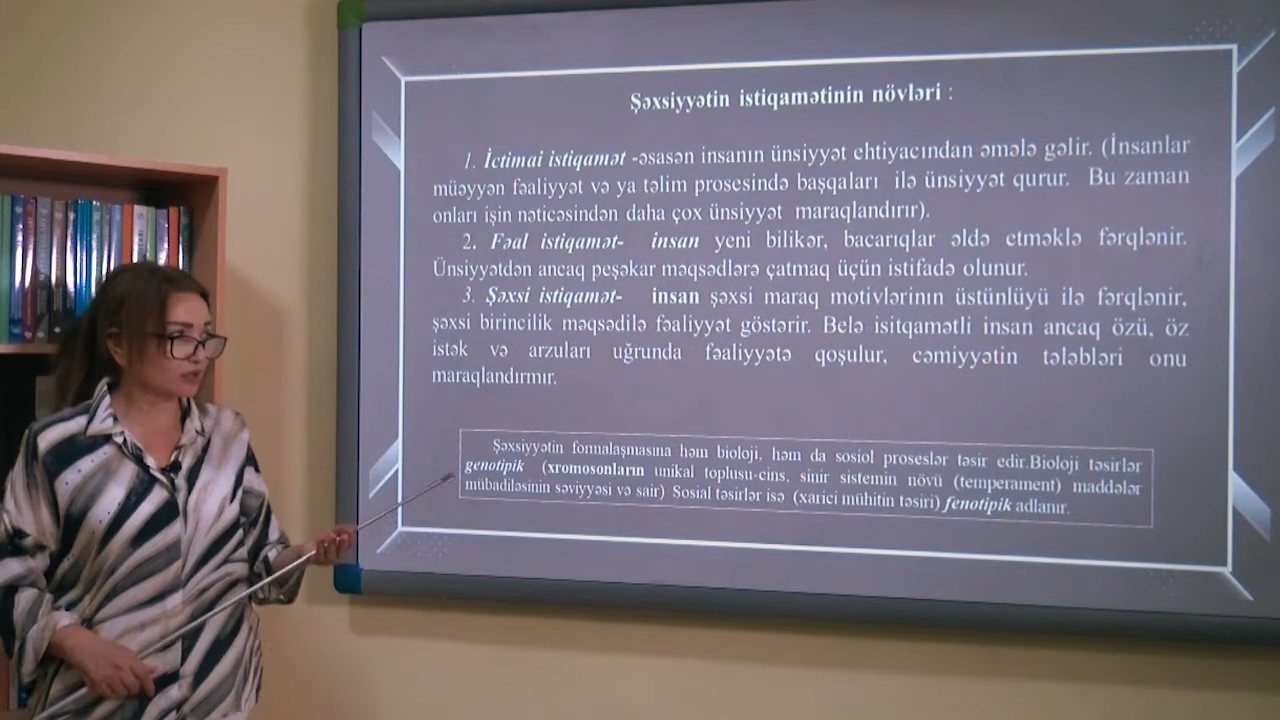 Şəxsiyyətin istiqamətinin növləri :
1. İctimai istiqamət -əsasən insanın ünsiyyət ehtiyacından əmələ gəlir. (İnsanlar
müəyyən fəaliyyət və ya təlim prosesində başqaları ilə ünsiyyət qurur. Bu zaman
onları işin nəticəsindən daha çox ünsiyyət maraqlandırır).
2. Fəal istiqamət- insan yeni bilikər, bacarıqlar əldə etməklə fərqlənir.
Ünsiyyətdən ancaq peşəkar məqsədlərə çatmaq üçün istifadə olunur.
3. Şəxsi istiqamət- insan şəxsi maraq motivlərinin üstünlüyü ilə fərqlənir,
şəxsi birincilik məqsədilə fəaliyyət göstərir. Belə isitqamətli insan ancaq özü, öz
istək və arzuları uğrunda fəaliyyətə qoşulur, cəmiyyətin tələbləri onu
maraqlandırmır.
Şəxsiyyətin formalaşmasına həm bioloji, həm da sosiol proseslər təsir edir.Bioloji təsirlər
genotipik (xromosonların unikal toplusu-cins, sinir sistemin növü (temperament) maddələr
mübadiləsinin səviyyəsi və sair) Sosial təsirlər isə (xarici mühitin təsiri) fenotipik adlanır.